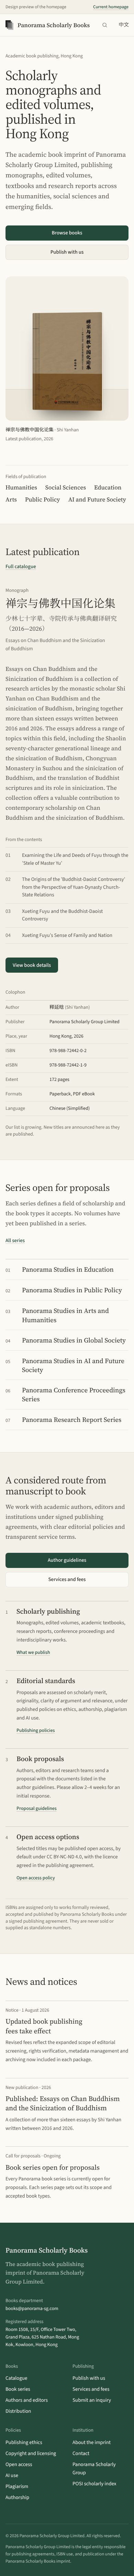 Design preview of the homepage
Current homepage
Panorama Scholarly Books
中文
Academic book publishing, Hong Kong
Scholarly
monographs and
edited volumes,
published in
Hong Kong
The academic book imprint of Panorama
Scholarly Group Limited, publishing
monographs, edited volumes,
textbooks and research reports across
the humanities, social sciences and
emerging fields.
Browse books
Publish with us
禅宗与佛教中国化论集 · Shi Yanhan
Latest publication, 2026
Fields of publication
Humanities Social Sciences Education
Arts Public Policy AI and Future Society
Latest publication
Full catalogue
Monograph
禅宗与佛教中国化论集
少林七十字辈、寺院传承与佛典翻译研究
（2016—2026）
Essays on Chan Buddhism and the Sinicization
of Buddhism
Essays on Chan Buddhism and the
Sinicization of Buddhism is a collection of
research articles by the monastic scholar Shi
Yanhan on Chan Buddhism and the
Sinicization of Buddhism, bringing together
more than sixteen essays written between
2016 and 2026. The essays address a range of
topics, including the Shaolin seventy-
character generational lineage, the
sinicization of Buddhist deities, Chongyuan
Monastery and Wuxiang Monastery in
Suzhou, and the translation of Buddhist
scriptures and its role in sinicization. The
collection offers a valuable contribution to
contemporary scholarship on Chan
Buddhism and the sinicization of Buddhism.
From the contents
01 Examining the Life and Deeds of Fuyu through the
'Stele of Master Yu'
02 The Origins of the 'Buddhist-Daoist Controversy'
from the Perspective of Yuan-Dynasty Church-
State Relations
03 Xueting Fuyu and the Buddhist-Daoist
Controversy
04 Xueting Fuyu's Sense of Family and Nation
View book details
Colophon
Author 释延晗 (Shi Yanhan)
Publisher Panorama Scholarly Group Limited
Place, year Hong Kong, 2026
ISBN 978-988-72442-0-2
eISBN 978-988-72442-1-9
Extent 172 pages
Formats Paperback, PDF eBook
Language Chinese (Simplified)
Our list is growing. New titles are announced here as they
are published.
Series open for proposals
Each series defines a field of scholarship and
the book types it accepts. No volumes have
yet been published in a series.
All series
01 Panorama Studies in Education
02 Panorama Studies in Public Policy
03 Panorama Studies in Arts and
Humanities
04 Panorama Studies in Global Society
05 Panorama Studies in AI and Future
Society
06 Panorama Conference Proceedings
Series
07 Panorama Research Report Series
A considered route from
manuscript to book
We work with academic authors, editors and
institutions under signed publishing
agreements, with clear editorial policies and
transparent service terms.
Author guidelines
Services and fees
1 Scholarly publishing
Monographs, edited volumes, academic textbooks,
research reports, conference proceedings and
interdisciplinary works.
What we publish
2 Editorial standards
Proposals are assessed for scholarly merit,
originality, clarity of argument and relevance, under
published policies on ethics, authorship, plagiarism
and AI use.
Publishing policies
3 Book proposals
Authors, editors and research teams send a
proposal with the documents listed in the
author guidelines. Please allow 2–4 weeks for an
initial response.
Proposal guidelines
4 Open access options
Selected titles may be published open access, by
default under CC BY-NC-ND 4.0, with the licence
agreed in the publishing agreement.
Open access policy
ISBNs are assigned only to works formally reviewed,
accepted and published by Panorama Scholarly Books under
a signed publishing agreement. They are never sold or
supplied as standalone numbers.
News and notices
Notice · 1 August 2026
Updated book publishing
fees take effect
Revised fees reflect the expanded scope of editorial
screening, rights verification, metadata management and
archiving now included in each package.
New publication · 2026
Published: Essays on Chan Buddhism
and the Sinicization of Buddhism
A collection of more than sixteen essays by Shi Yanhan
written between 2016 and 2026.
Call for proposals · Ongoing
Book series open for proposals
Every Panorama book series is currently open for
proposals. Each series page sets out its scope and
accepted book types.
Panorama Scholarly Books
The academic book publishing
imprint of Panorama Scholarly
Group Limited.
Books department
books@panorama-sg.com
Registered address
Room 1508, 15/F, Office Tower Two,
Grand Plaza, 625 Nathan Road, Mong
Kok, Kowloon, Hong Kong
Books
Catalogue
Book series
Authors and editors
Distribution
Publishing
Publish with us
Services and fees
Submit an inquiry
Policies
Publishing ethics
Copyright and licensing
Open access
AI use
Plagiarism
Authorship
Institution
About the imprint
Contact
Panorama Scholarly
Group
POSI scholarly index
© 2026 Panorama Scholarly Group Limited. All rights reserved.
Panorama Scholarly Group Limited is the legal entity responsible
for publishing agreements, ISBN use, and publication under the
Panorama Scholarly Books imprint.